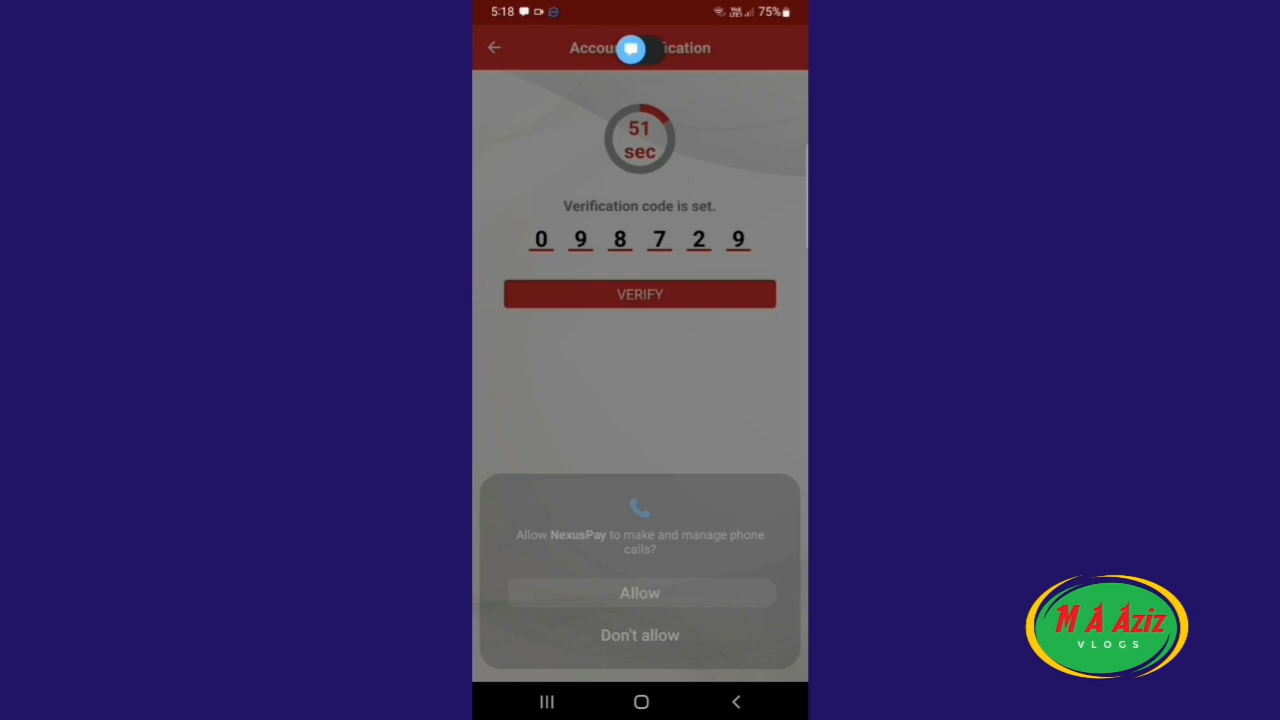 5:18
75%
Accou ication
51
sec
Verification code is set.
0 9 8 7 2 9
VERIFY
Allow NexusPay to make and manage phone
calls?
Allow
Don't allow
M A Aziz
VLOGS